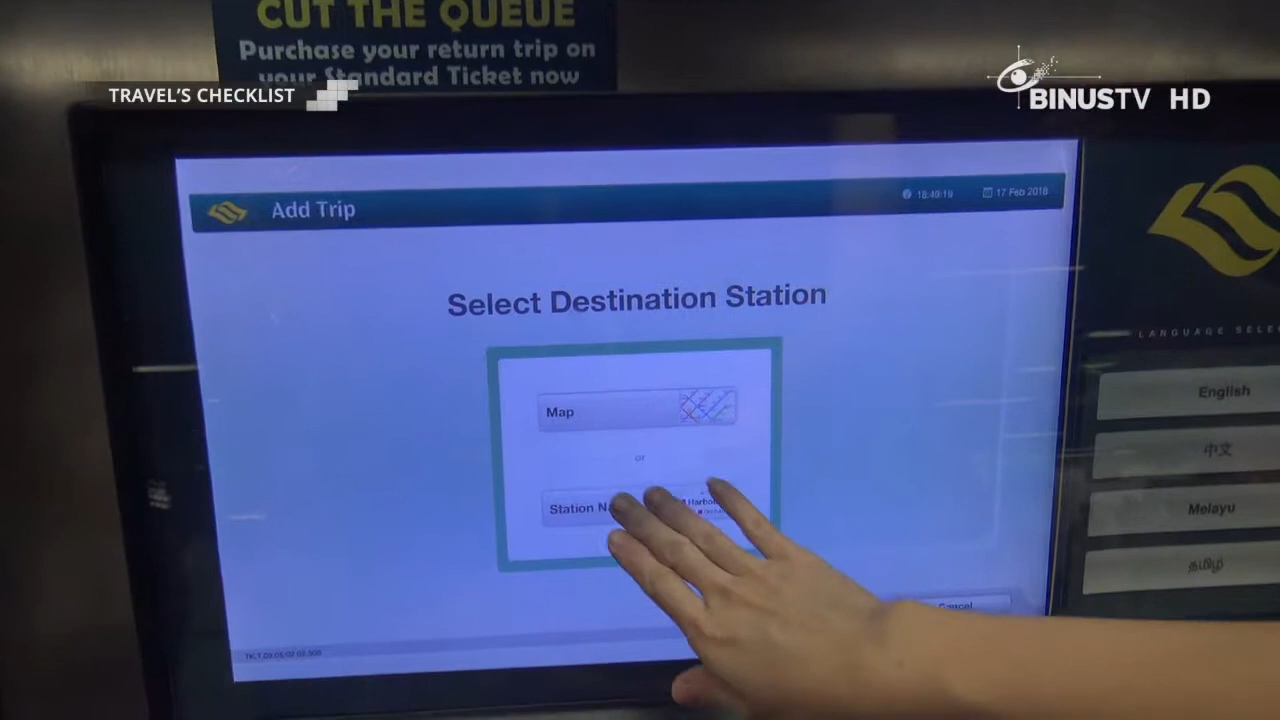 CUT THE QUEUE
Purchase your return trip on
your Standard Ticket now
TRAVEL'S CHECKLIST
BINUSTV HD
Add Trip
18:49:19
17 Feb 2018
Select Destination Station
Map
or
Station
LANGUAGE
English
中文
Melayu
தமிழ்
Cancel